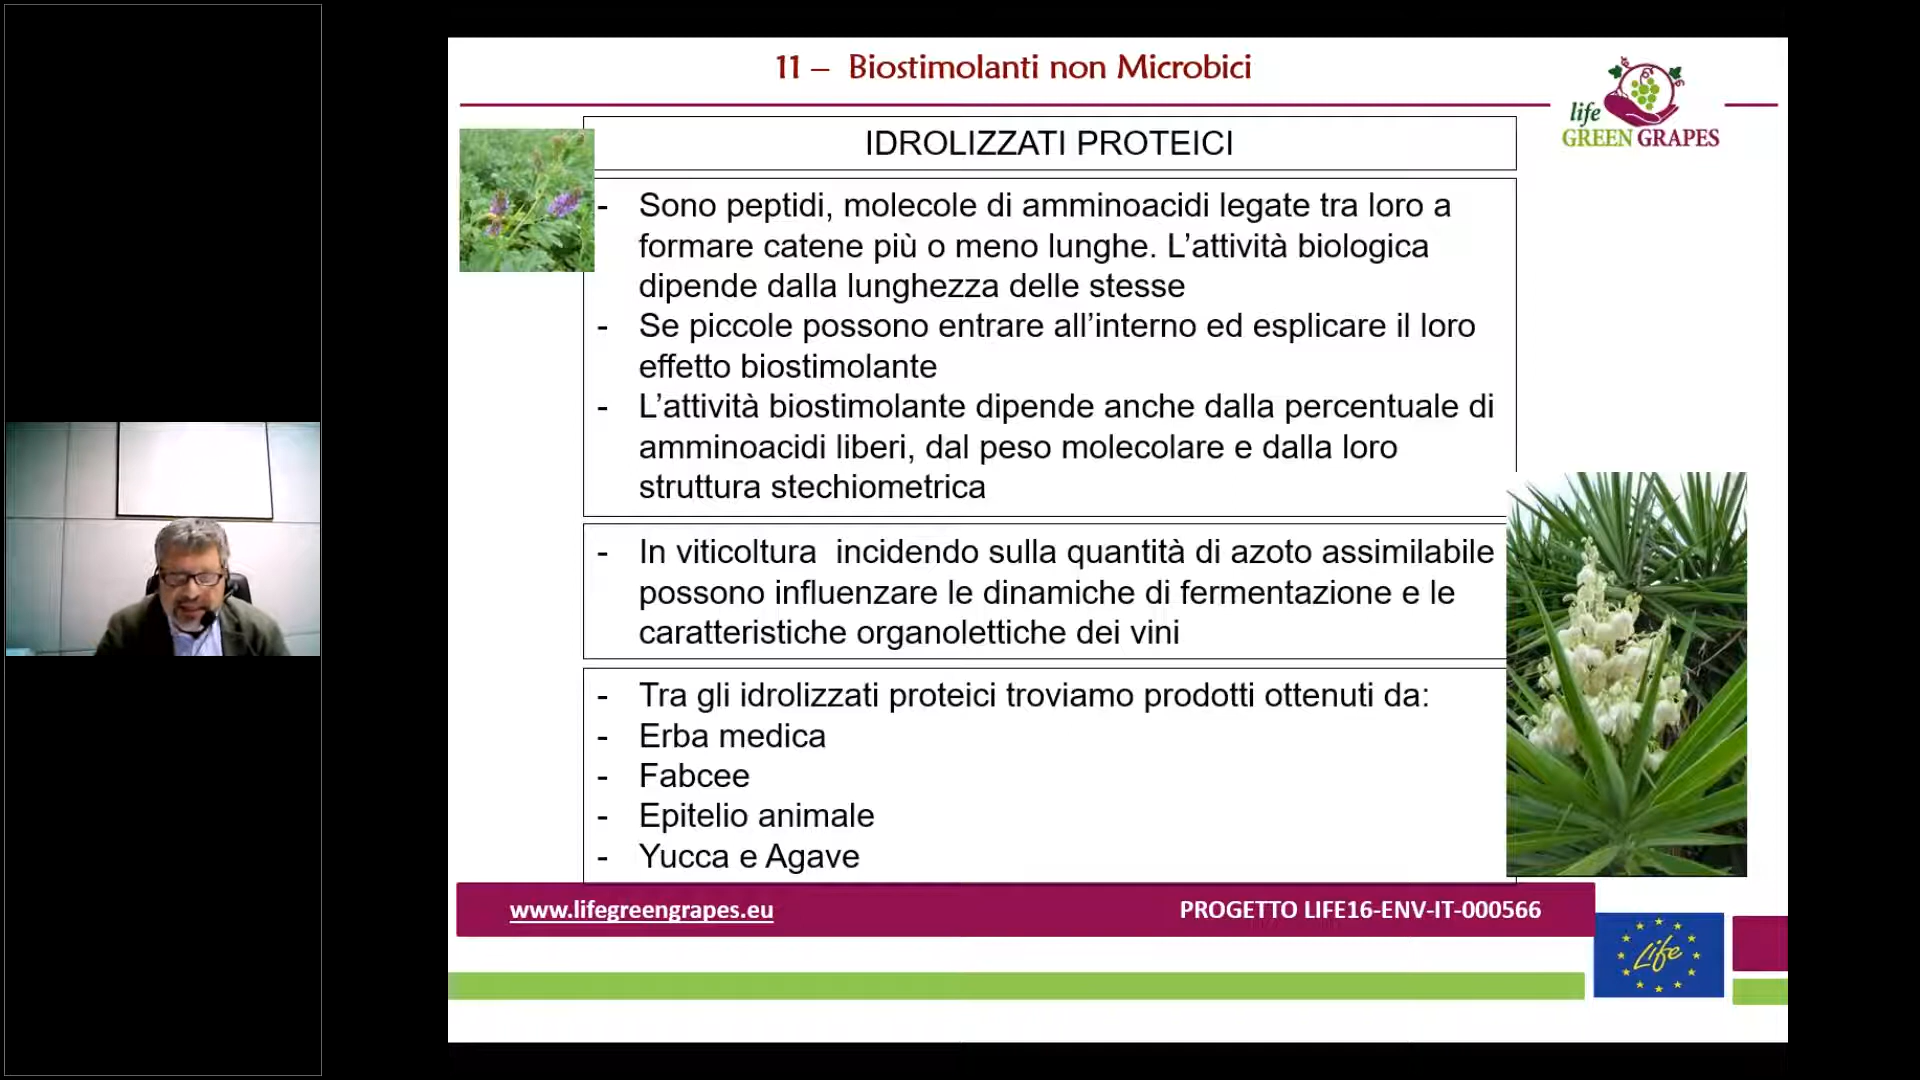 11 – Biostimolanti non Microbici
life
GREEN GRAPES
IDROLIZZATI PROTEICI
- Sono peptidi, molecole di amminoacidi legate tra loro a
formare catene più o meno lunghe. L’attività biologica
dipende dalla lunghezza delle stesse
- Se piccole possono entrare all’interno ed esplicare il loro
effetto biostimolante
- L’attività biostimolante dipende anche dalla percentuale di
amminoacidi liberi, dal peso molecolare e dalla loro
struttura stechiometrica
- In viticoltura incidendo sulla quantità di azoto assimilabile
possono influenzare le dinamiche di fermentazione e le
caratteristiche organolettiche dei vini
- Tra gli idrolizzati proteici troviamo prodotti ottenuti da:
- Erba medica
- Fabcee
- Epitelio animale
- Yucca e Agave
www.lifegreengrapes.eu
PROGETTO LIFE16-ENV-IT-000566
Life